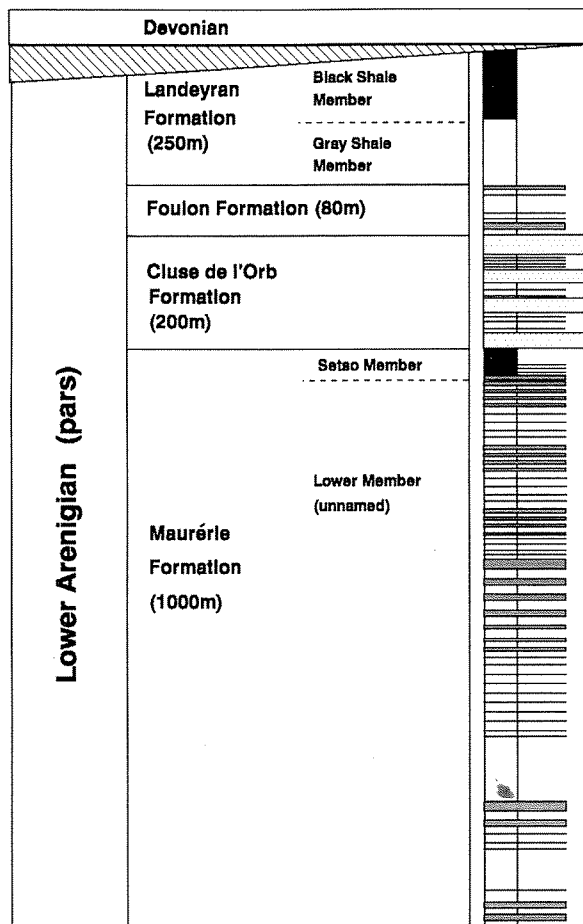 Devonian
Landeyran
Formation
(250m)
Black Shale
Member
Gray Shale
Member
Foulon Formation (80m)
Cluse de l'Orb
Formation
(200m)
Setso Member
Lower Member
(unnamed)
Maurérie
Formation
(1000m)
Lower Arenigian (pars)